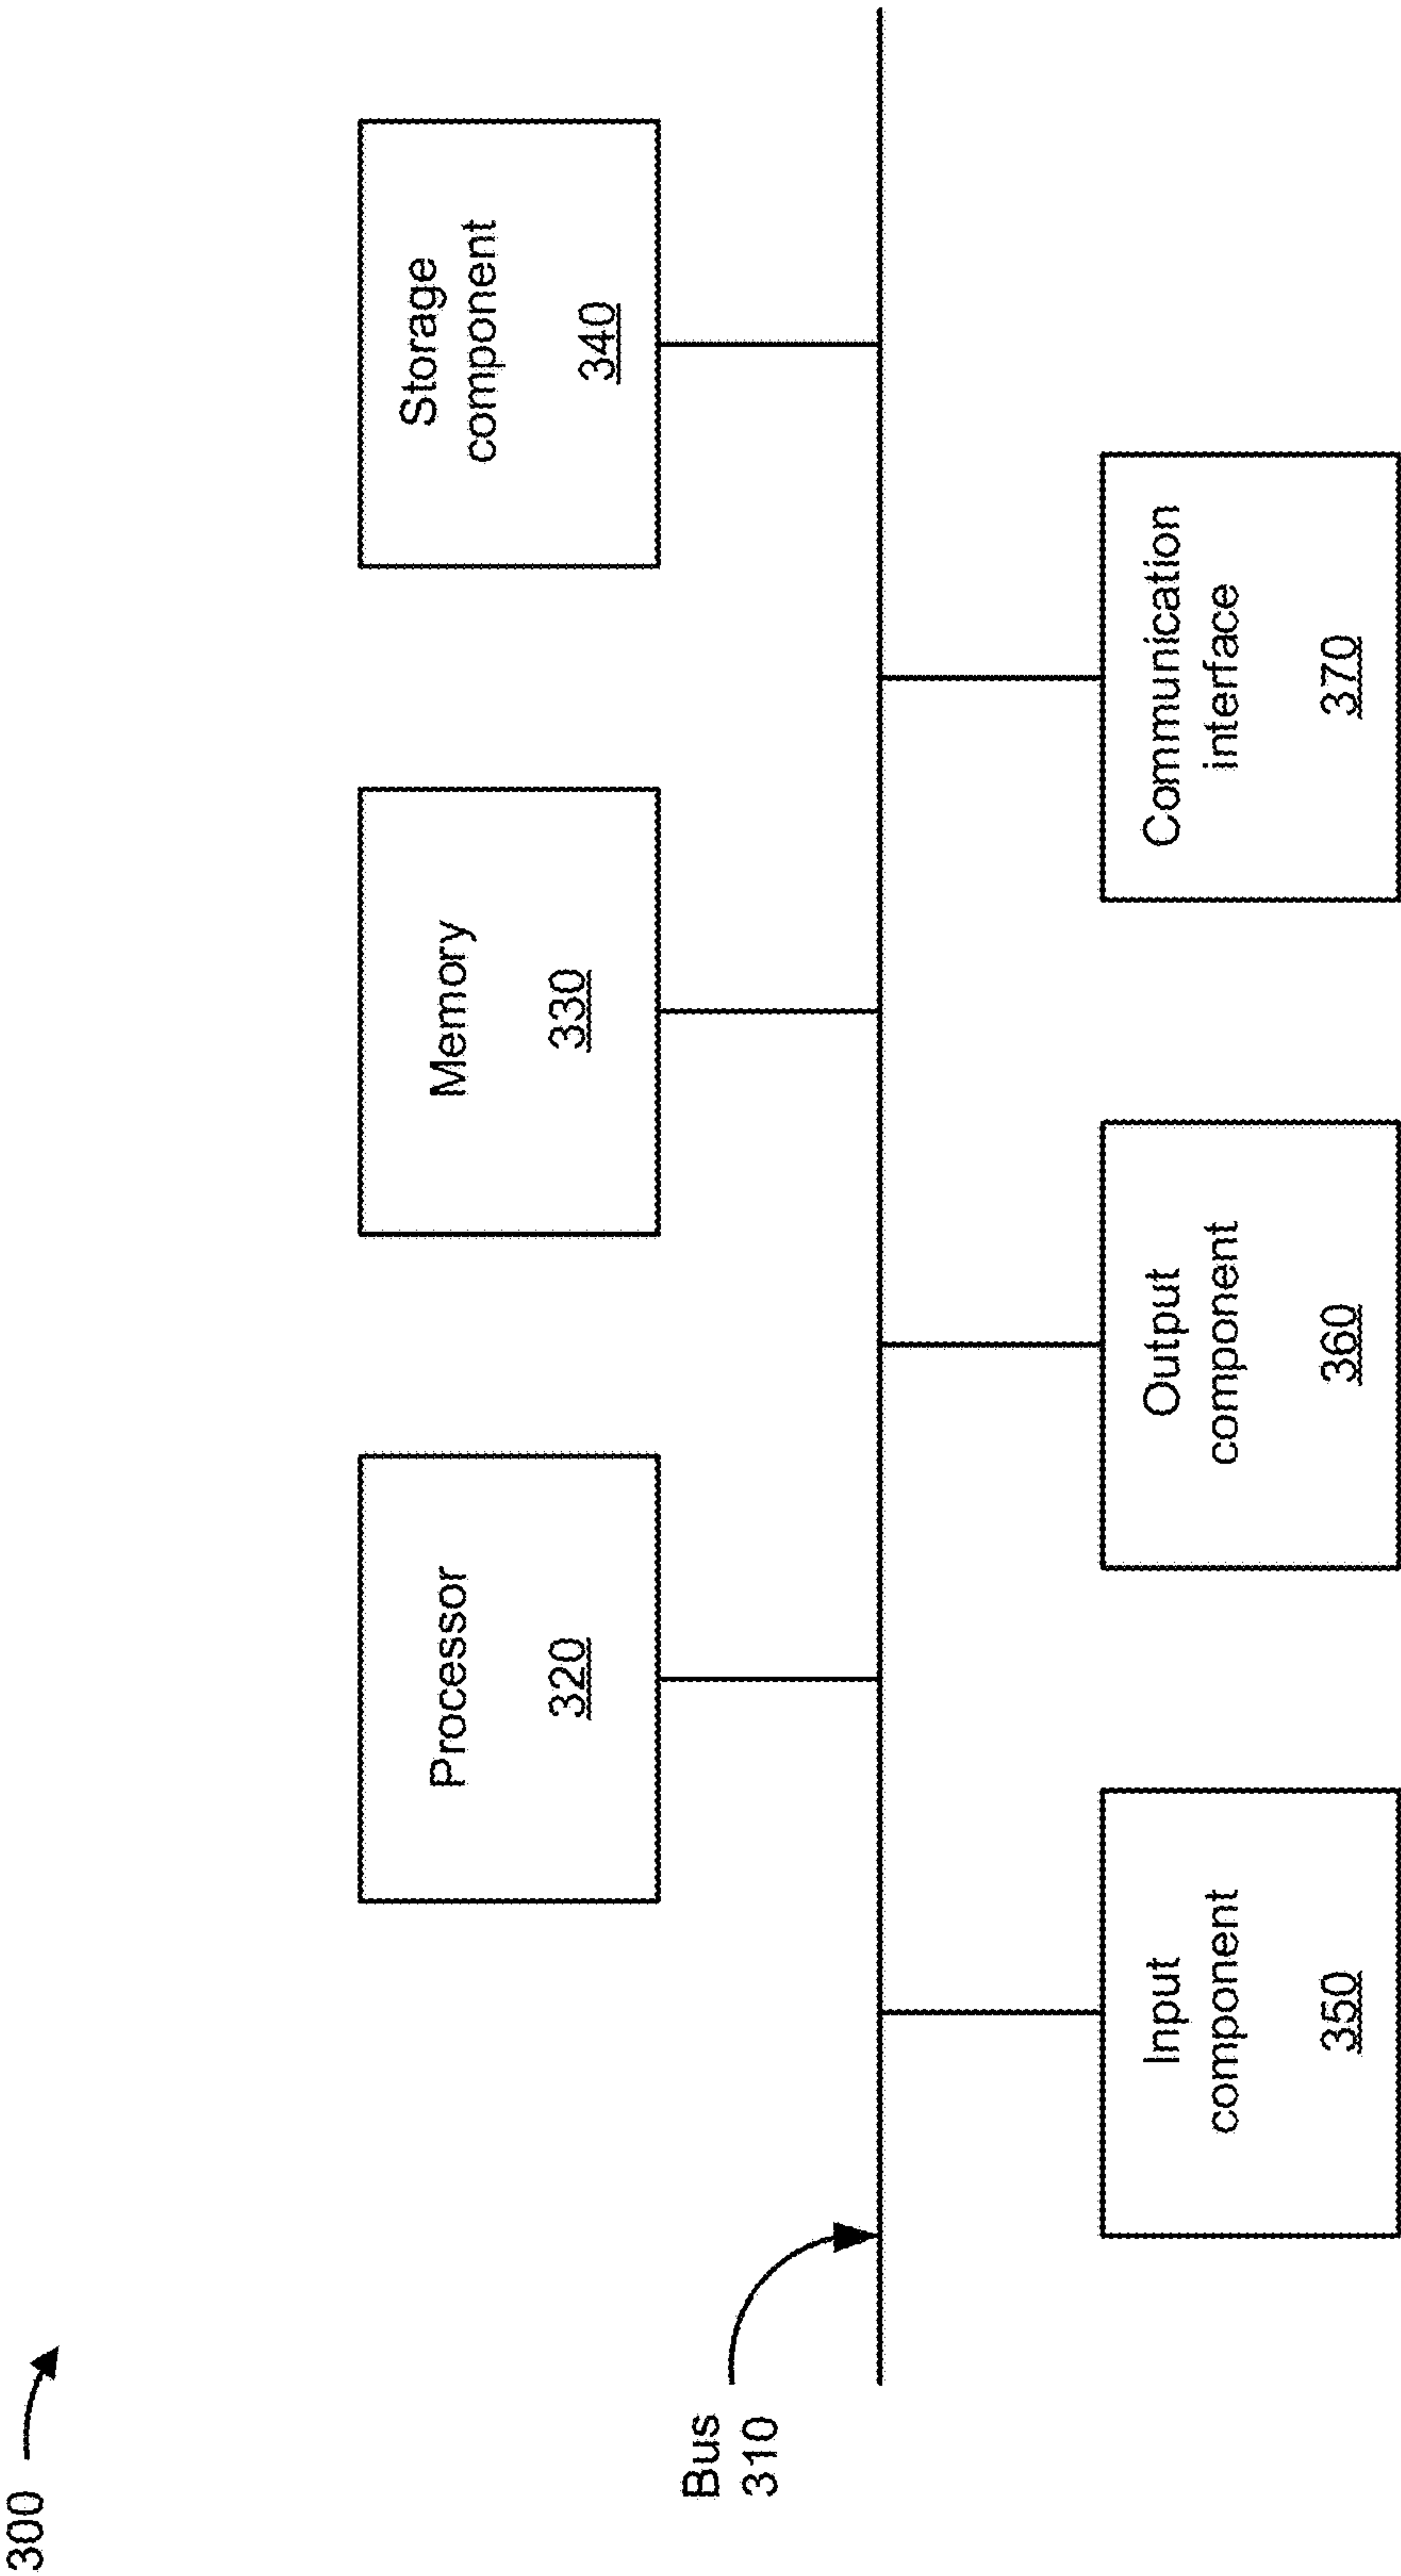 300
Processor
320
Memory
330
Storage
component
340
Bus
310
Input
component
350
Output
component
360
Communication
interface
370